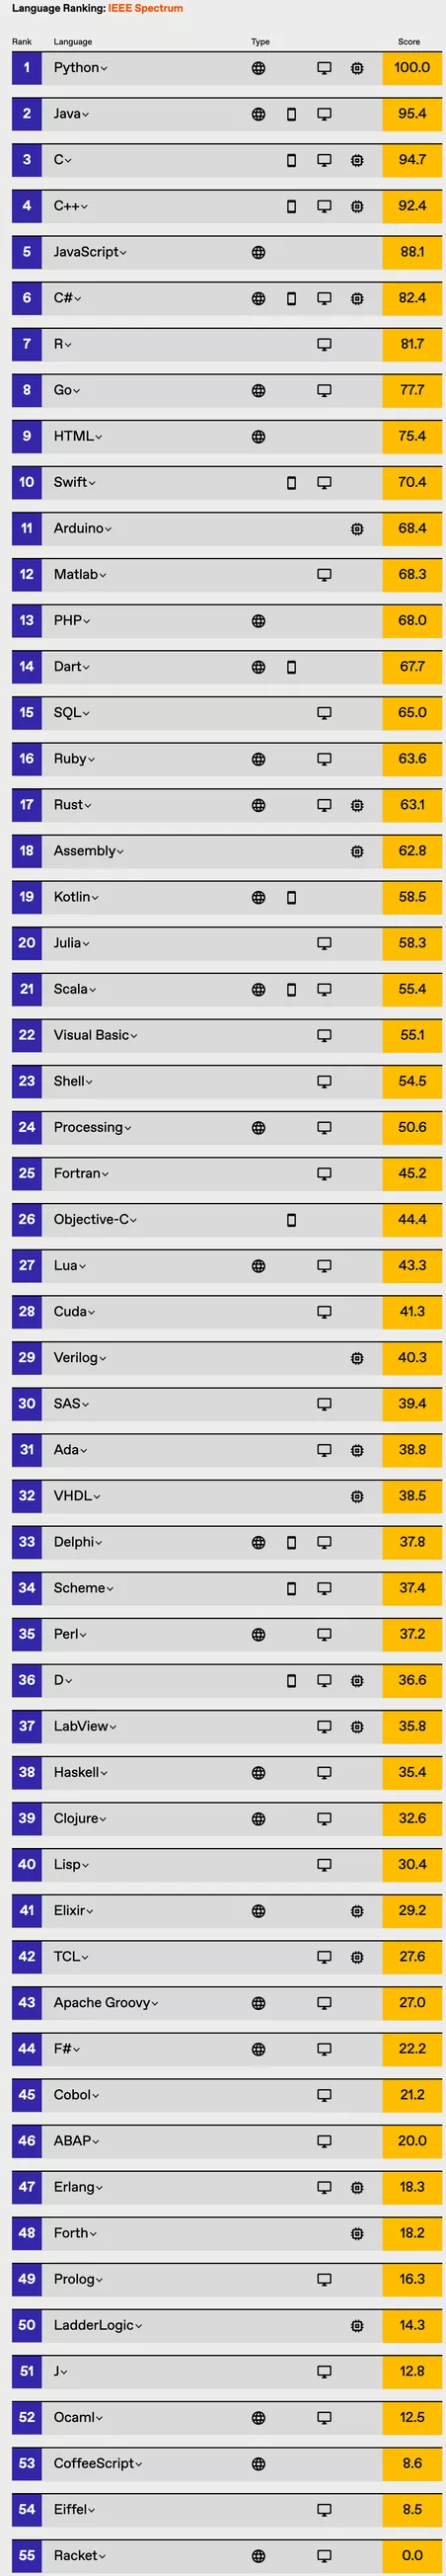 Language Ranking: IEEE Spectrum
Rank Language Type Score
1 Python 100.0
2 Java 95.4
3 C 94.7
4 C++ 92.4
5 JavaScript 88.1
6 C# 82.4
7 R 81.7
8 Go 77.7
9 HTML 75.4
10 Swift 70.4
11 Arduino 68.4
12 Matlab 68.3
13 PHP 68.0
14 Dart 67.7
15 SQL 65.0
16 Ruby 63.6
17 Rust 63.1
18 Assembly 62.8
19 Kotlin 58.5
20 Julia 58.3
21 Scala 55.4
22 Visual Basic 55.1
23 Shell 54.5
24 Processing 50.6
25 Fortran 45.2
26 Objective-C 44.4
27 Lua 43.3
28 Cuda 41.3
29 Verilog 40.3
30 SAS 39.4
31 Ada 38.8
32 VHDL 38.5
33 Delphi 37.8
34 Scheme 37.4
35 Perl 37.2
36 D 36.6
37 LabView 35.8
38 Haskell 35.4
39 Clojure 32.6
40 Lisp 30.4
41 Elixir 29.2
42 TCL 27.6
43 Apache Groovy 27.0
44 F# 22.2
45 Cobol 21.2
46 ABAP 20.0
47 Erlang 18.3
48 Forth 18.2
49 Prolog 16.3
50 LadderLogic 14.3
51 J 12.8
52 Ocaml 12.5
53 CoffeeScript 8.6
54 Eiffel 8.5
55 Racket 0.0